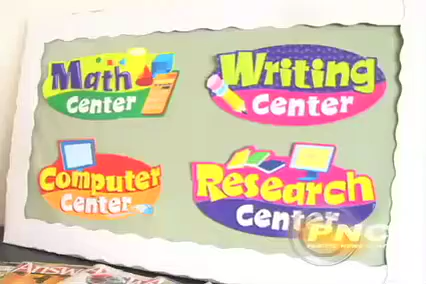 Math
Center
Writing
Center
Computer
Center
Research
Center
PNC